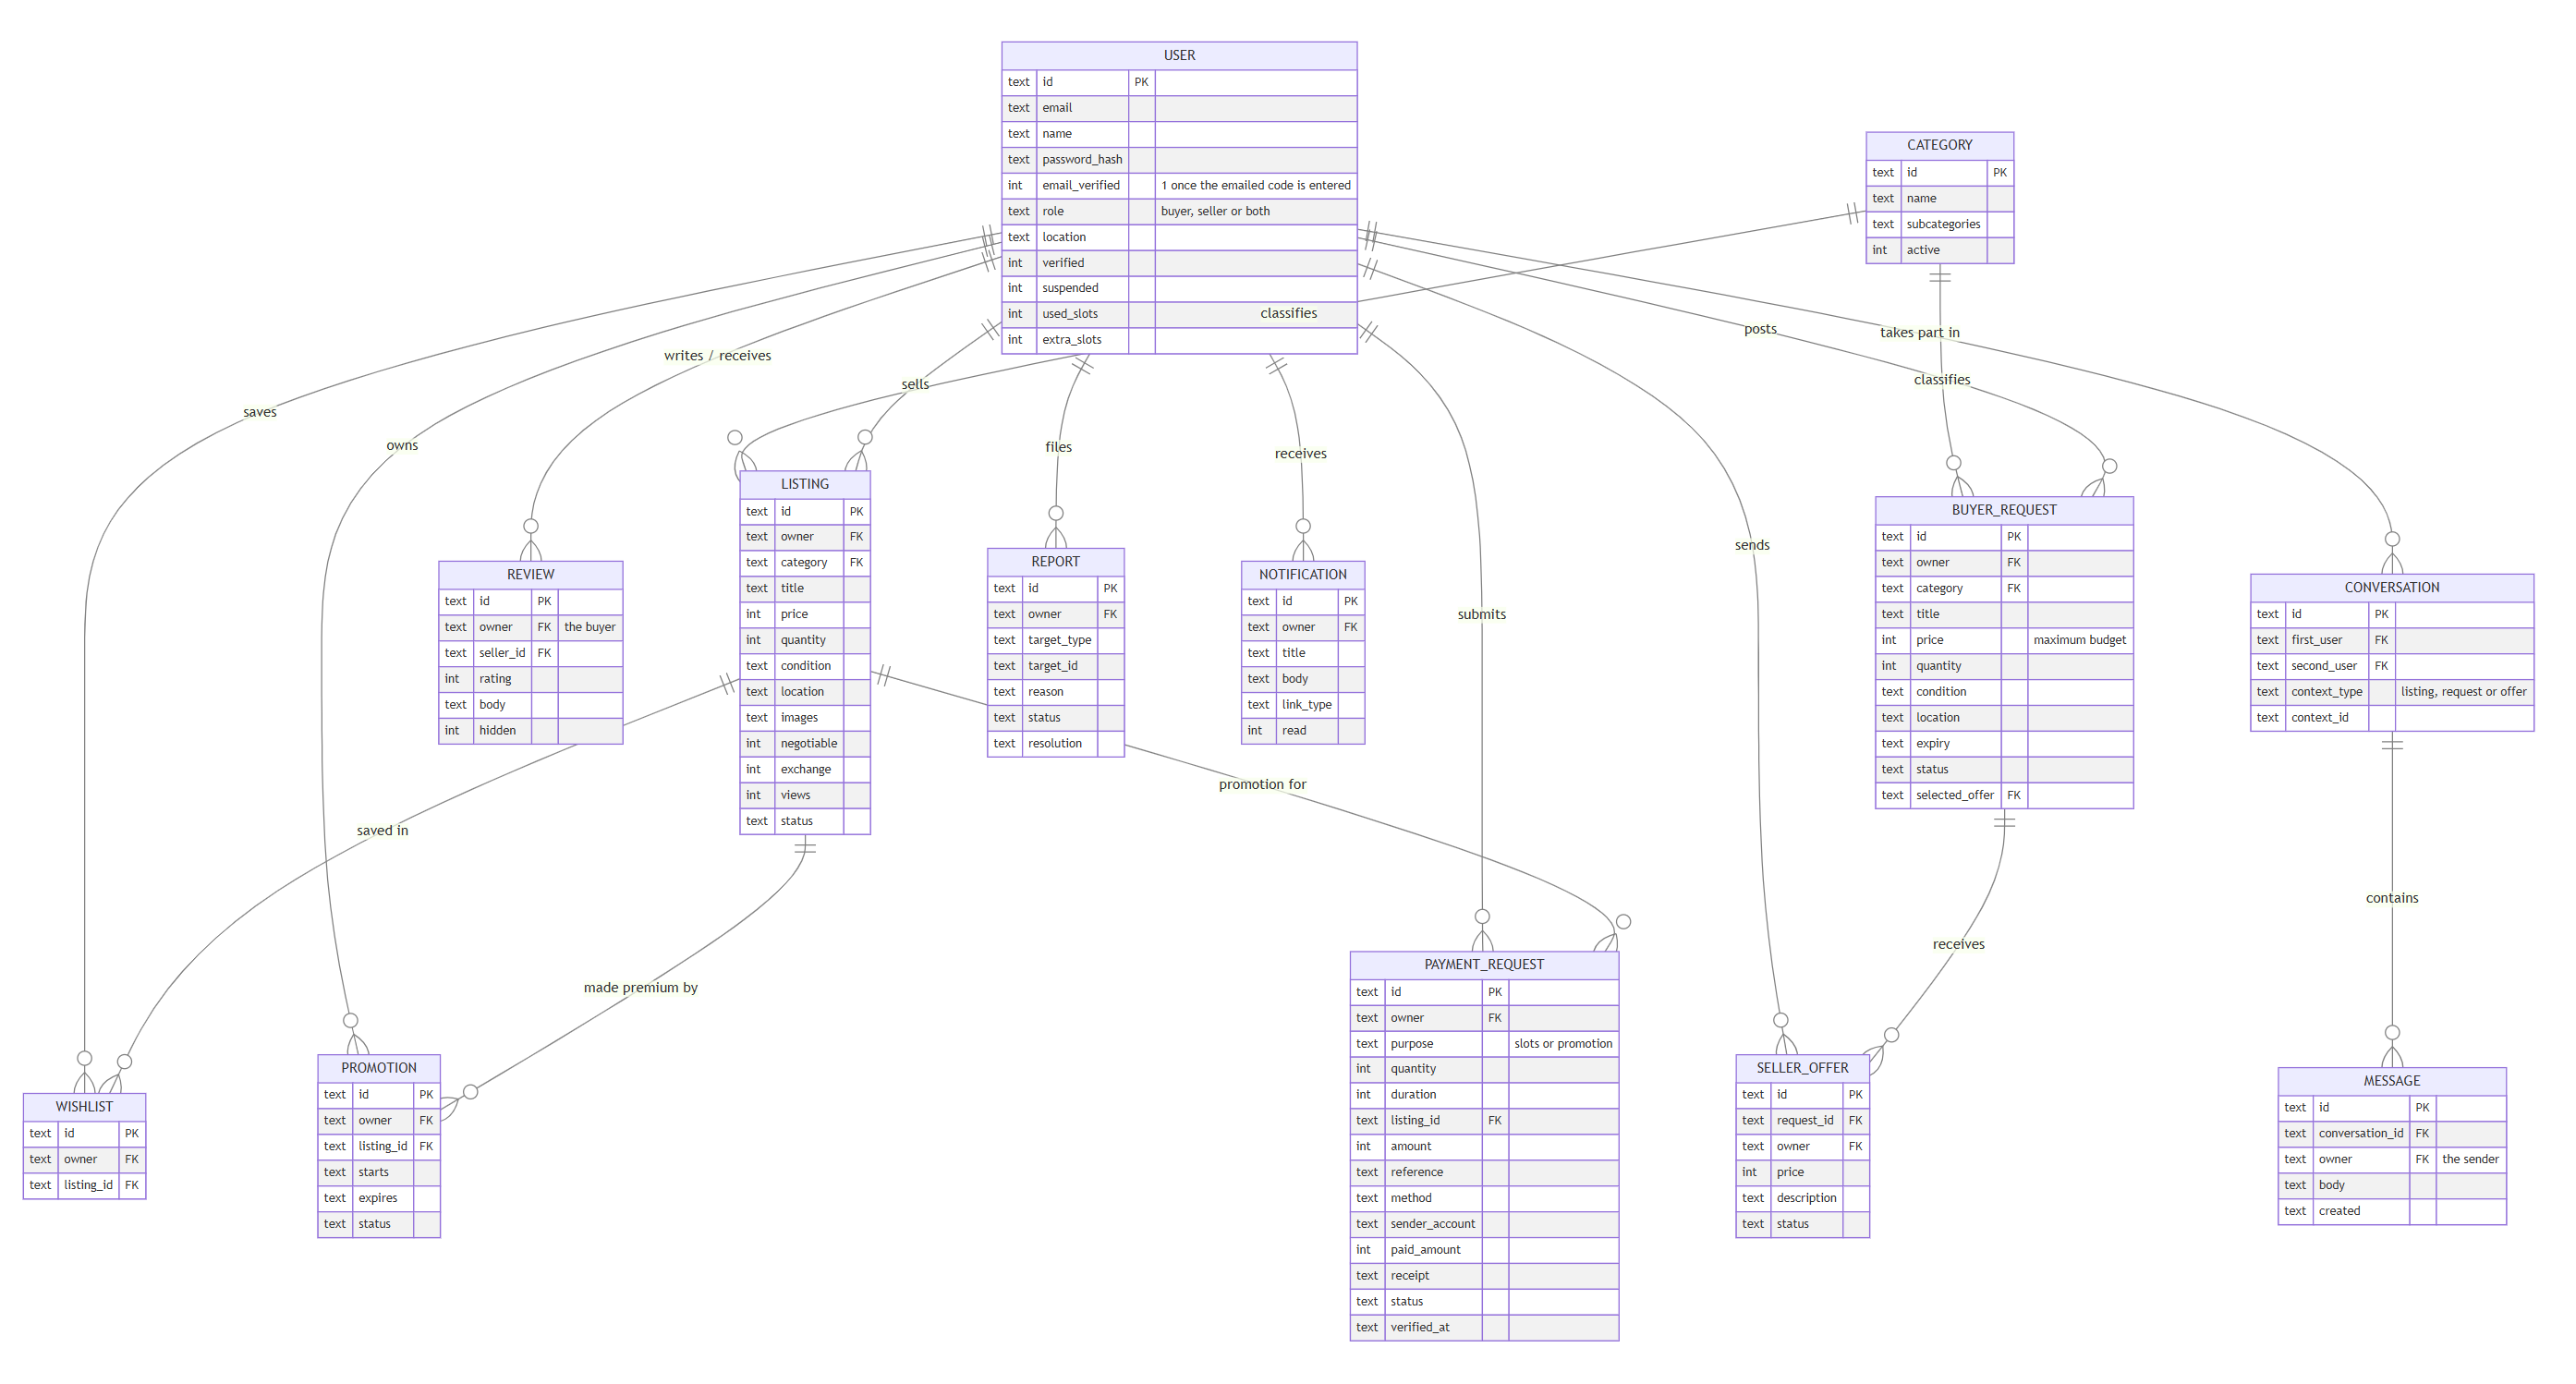 USER
text id PK
text email
text name
text password_hash
int email_verified 1 once the emailed code is entered
text role buyer, seller or both
text location
int verified
int suspended
int used_slots
int extra_slots
classifies
CATEGORY
text id PK
text name
text subcategories
int active
saves
owns
writes / receives
sells
files
receives
submits
sends
posts
takes part in
classifies
LISTING
text id PK
text owner FK
text category FK
text title
int price
int quantity
text condition
text location
text images
int negotiable
int exchange
int views
text status
REVIEW
text id PK
text owner FK the buyer
text seller_id FK
int rating
text body
int hidden
REPORT
text id PK
text owner FK
text target_type
text target_id
text reason
text status
text resolution
NOTIFICATION
text id PK
text owner FK
text title
text body
text link_type
int read
BUYER_REQUEST
text id PK
text owner FK
text category FK
text title
int price maximum budget
int quantity
text condition
text location
text expiry
text status
text selected_offer FK
CONVERSATION
text id PK
text first_user FK
text second_user FK
text context_type listing, request or offer
text context_id
saved in
made premium by
promotion for
receives
contains
WISHLIST
text id PK
text owner FK
text listing_id FK
PROMOTION
text id PK
text owner FK
text listing_id FK
text starts
text expires
text status
PAYMENT_REQUEST
text id PK
text owner FK
text purpose slots or promotion
int quantity
int duration
text listing_id FK
int amount
text reference
text method
text sender_account
int paid_amount
text receipt
text status
text verified_at
SELLER_OFFER
text id PK
text request_id FK
text owner FK
int price
text description
text status
MESSAGE
text id PK
text conversation_id FK
text owner FK the sender
text body
text created